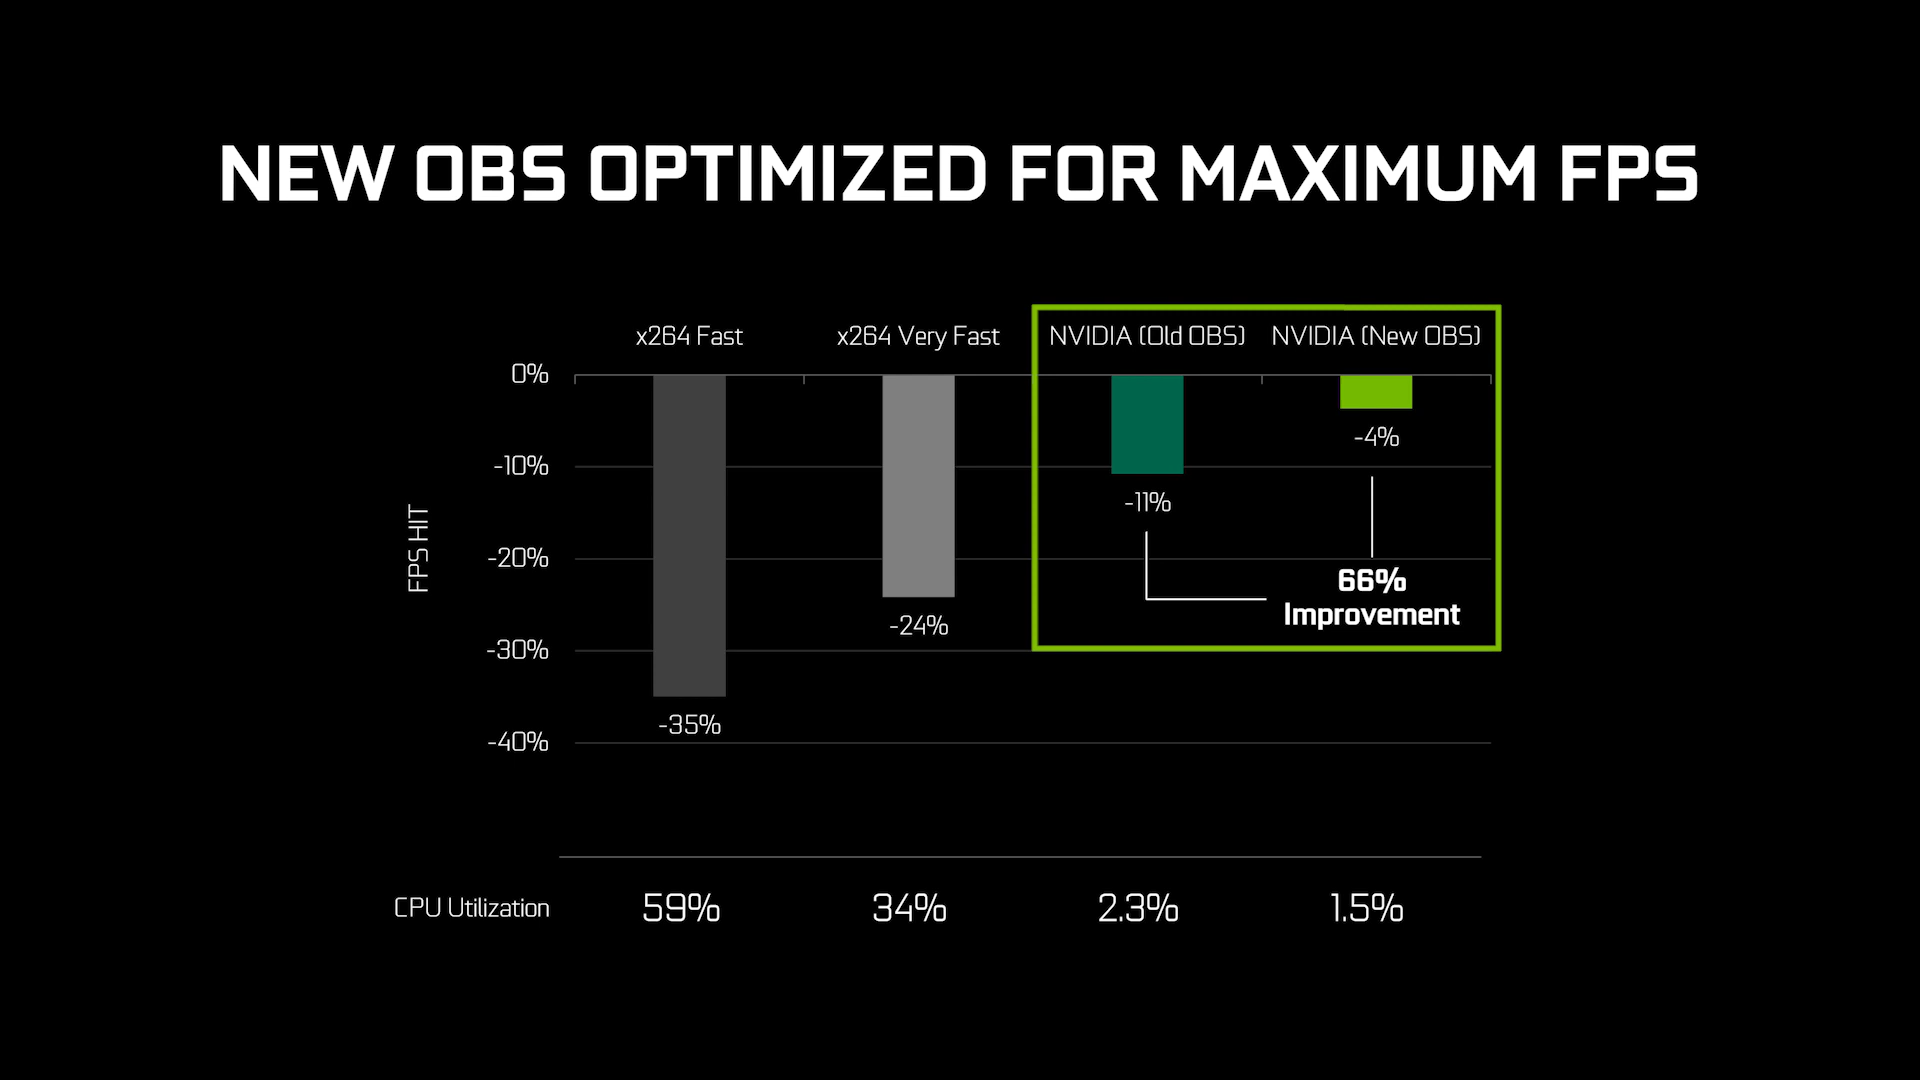 NEW OBS OPTIMIZED FOR MAXIMUM FPS
x264 Fast
x264 Very Fast
NVIDIA (Old OBS)
NVIDIA (New OBS)
FPS HIT
0%
-10%
-20%
-30%
-40%
-35%
-24%
-11%
-4%
66%
Improvement
CPU Utilization
59%
34%
2.3%
1.5%